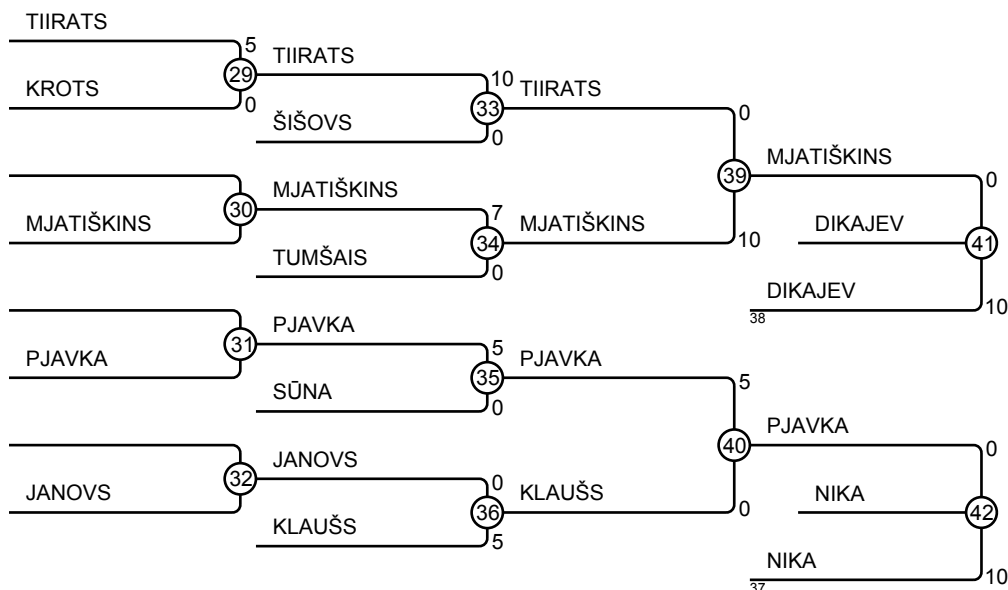 TIIRATS
5
TIIRATS
29
10
TIIRATS
KROTS
33
0
0
ŠIŠOVS
0
MJATIŠKINS
39
0
MJATIŠKINS
30
MJATIŠKINS
7
DIKAJEV
34
MJATIŠKINS
10
41
TUMŠAIS
0
DIKAJEV
10
38
PJAVKA
31
5
PJAVKA
PJAVKA
35
5
SŪNA
0
PJAVKA
40
0
JANOVS
32
0
KLAUŠS
NIKA
JANOVS
36
0
42
KLAUŠS
5
NIKA
10
37